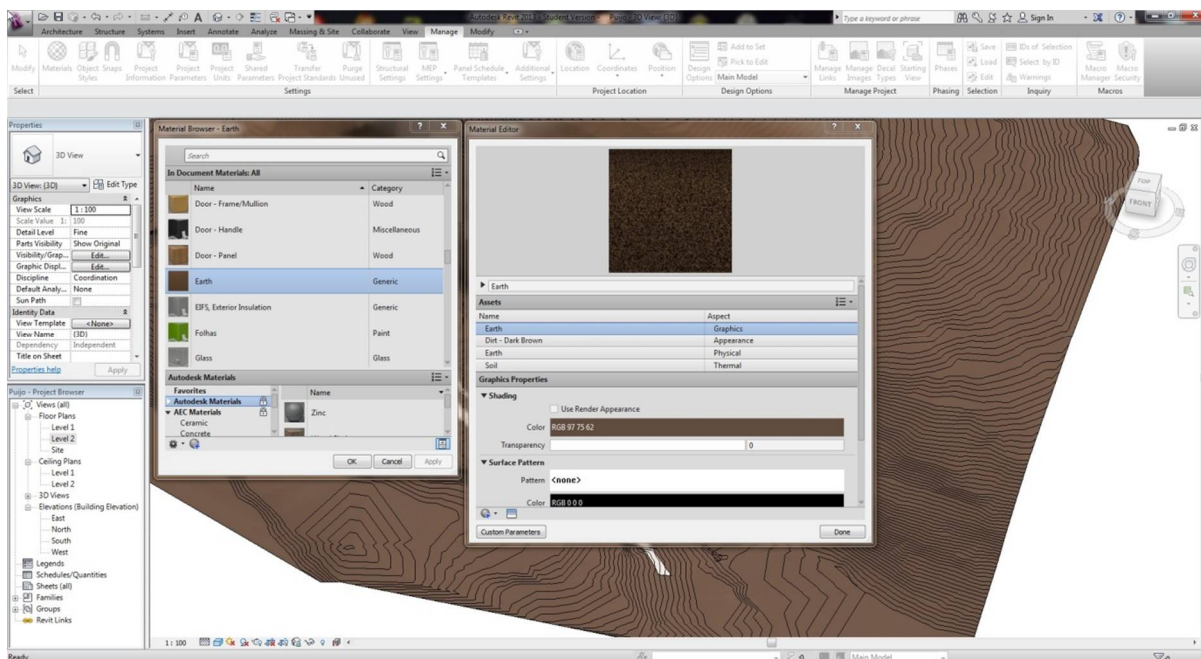 Autodesk Revit 2013 - Student Version - Puijo - 3D View: {3D}
Type a keyword or phrase
Sign In
Architecture Structure Systems Insert Annotate Analyze Massing & Site Collaborate View Manage Modify
Modify
Materials
Object Styles
Snaps
Project Information
Project Parameters
Project Units
Shared Parameters
Transfer Project Standards
Purge Unused
Structural Settings
MEP Settings
Panel Schedule Templates
Additional Settings
Location
Coordinates
Position
Design Options
Add to Set
Pick to Edit
Main Model
Manage Links
Manage Images
Decal Types
Starting View
Phases
Save
Load
Edit
IDs of Selection
Select by ID
Warnings
Macro Manager
Macro Security
Select
Settings
Project Location
Design Options
Manage Project
Phasing
Selection
Inquiry
Macros
Properties
3D View
3D View: {3D}
Edit Type
Graphics
View Scale 1 : 100
Scale Value 1: 100
Detail Level Fine
Parts Visibility Show Original
Visibility/Grap... Edit...
Graphic Displ... Edit...
Discipline Coordination
Default Analy... None
Sun Path
Identity Data
View Template <None>
View Name {3D}
Dependency Independent
Title on Sheet
Properties help
Apply
Puijo - Project Browser
Views (all)
Floor Plans
Level 1
Level 2
Site
Ceiling Plans
Level 1
Level 2
3D Views
Elevations (Building Elevation)
East
North
South
West
Legends
Schedules/Quantities
Sheets (all)
Families
Groups
Revit Links
Material Browser - Earth
Search
In Document Materials: All
Name Category
Door - Frame/Mullion Wood
Door - Handle Miscellaneous
Door - Panel Wood
Earth Generic
EIFS, Exterior Insulation Generic
Folhas Paint
Glass Glass
Autodesk Materials
Favorites
Autodesk Materials
AEC Materials
Ceramic
Concrete
Name
Zinc
OK Cancel Apply
Material Editor
Earth
Assets
Name Aspect
Earth Graphics
Dirt - Dark Brown Appearance
Earth Physical
Soil Thermal
Graphics Properties
Shading
Use Render Appearance
Color RGB 97 75 62
Transparency 0
Surface Pattern
Pattern <none>
Color RGB 0 0 0
Custom Parameters
Done
TOP
FRONT
1 : 100
Ready
Main Model